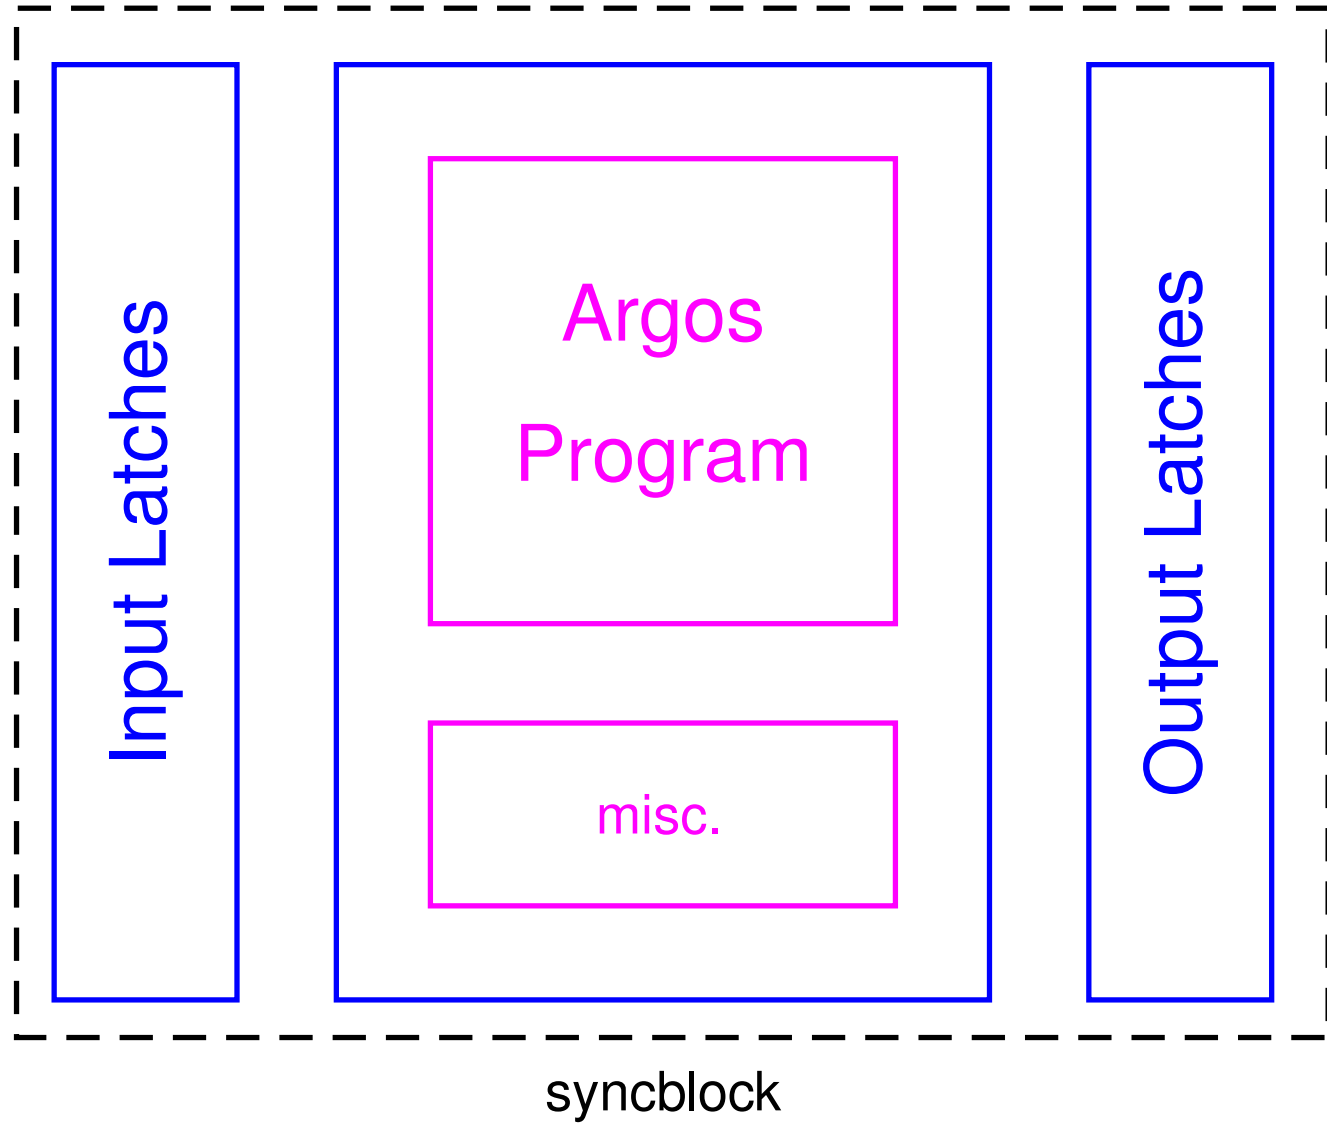 Input Latches
Argos
Program
misc.
Output Latches
syncblock